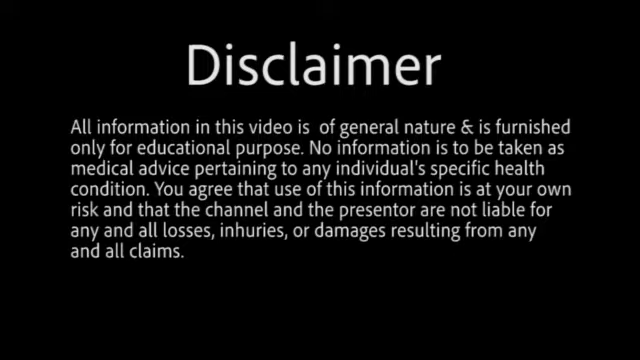 Disclaimer
All information in this video is of general nature & is furnished
only for educational purpose. No information is to be taken as
medical advice pertaining to any individual's specific health
condition. You agree that use of this information is at your own
risk and that the channel and the presentor are not liable for
any and all losses, inhuries, or damages resulting from any
and all claims.